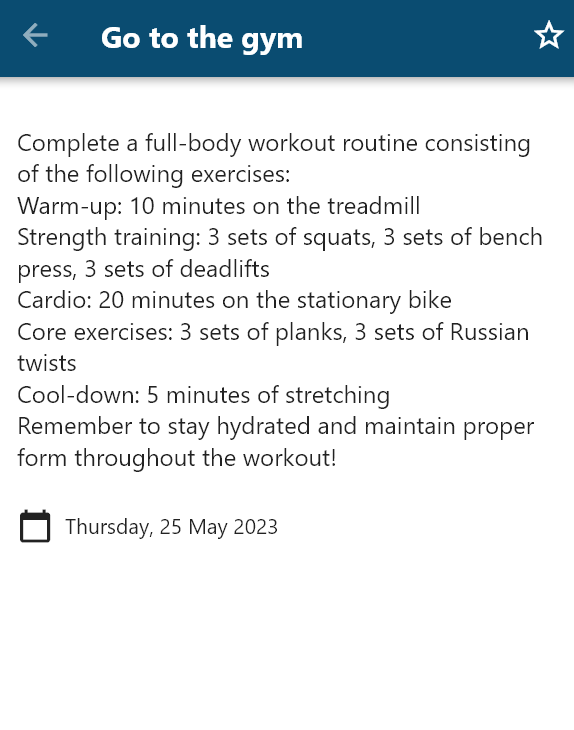 Go to the gym
Complete a full-body workout routine consisting
of the following exercises:
Warm-up: 10 minutes on the treadmill
Strength training: 3 sets of squats, 3 sets of bench
press, 3 sets of deadlifts
Cardio: 20 minutes on the stationary bike
Core exercises: 3 sets of planks, 3 sets of Russian
twists
Cool-down: 5 minutes of stretching
Remember to stay hydrated and maintain proper
form throughout the workout!
Thursday, 25 May 2023